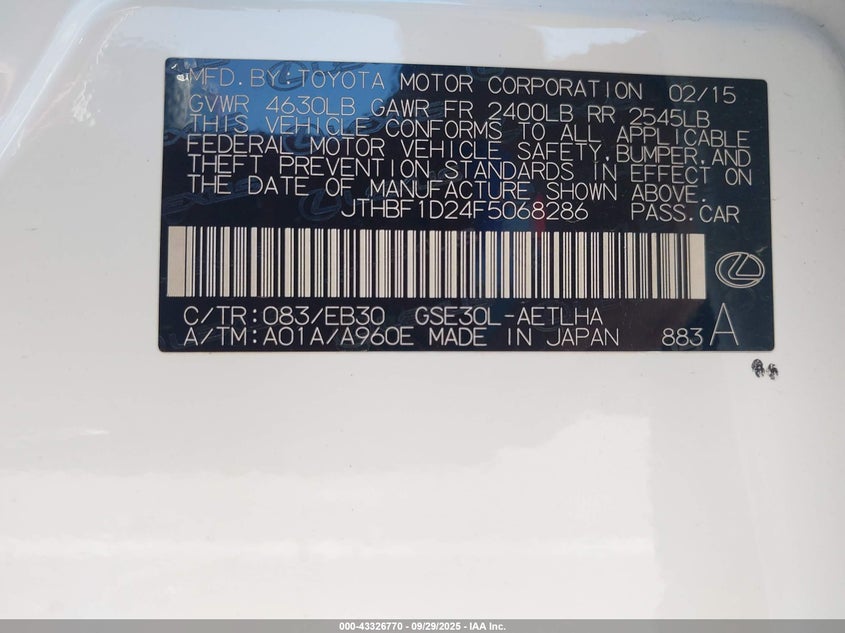 MFD.BY:TOYOTA MOTOR CORPORATION 02/15
GVWR 4630LB GAWR FR 2400LB RR 2545LB
THIS VEHICLE CONFORMS TO ALL APPLICABLE
FEDERAL MOTOR VEHICLE SAFETY,BUMPER,AND
THEFT PREVENTION STANDARDS IN EFFECT ON
THE DATE OF MANUFACTURE SHOWN ABOVE.
JTHBF1D24F5068286 PASS.CAR
C/TR:083/EB30 GSE30L-AETLHA
A/TM:A01A/A960E MADE IN JAPAN 883 A
000-43326770 - 09/29/2025 - IAA Inc.